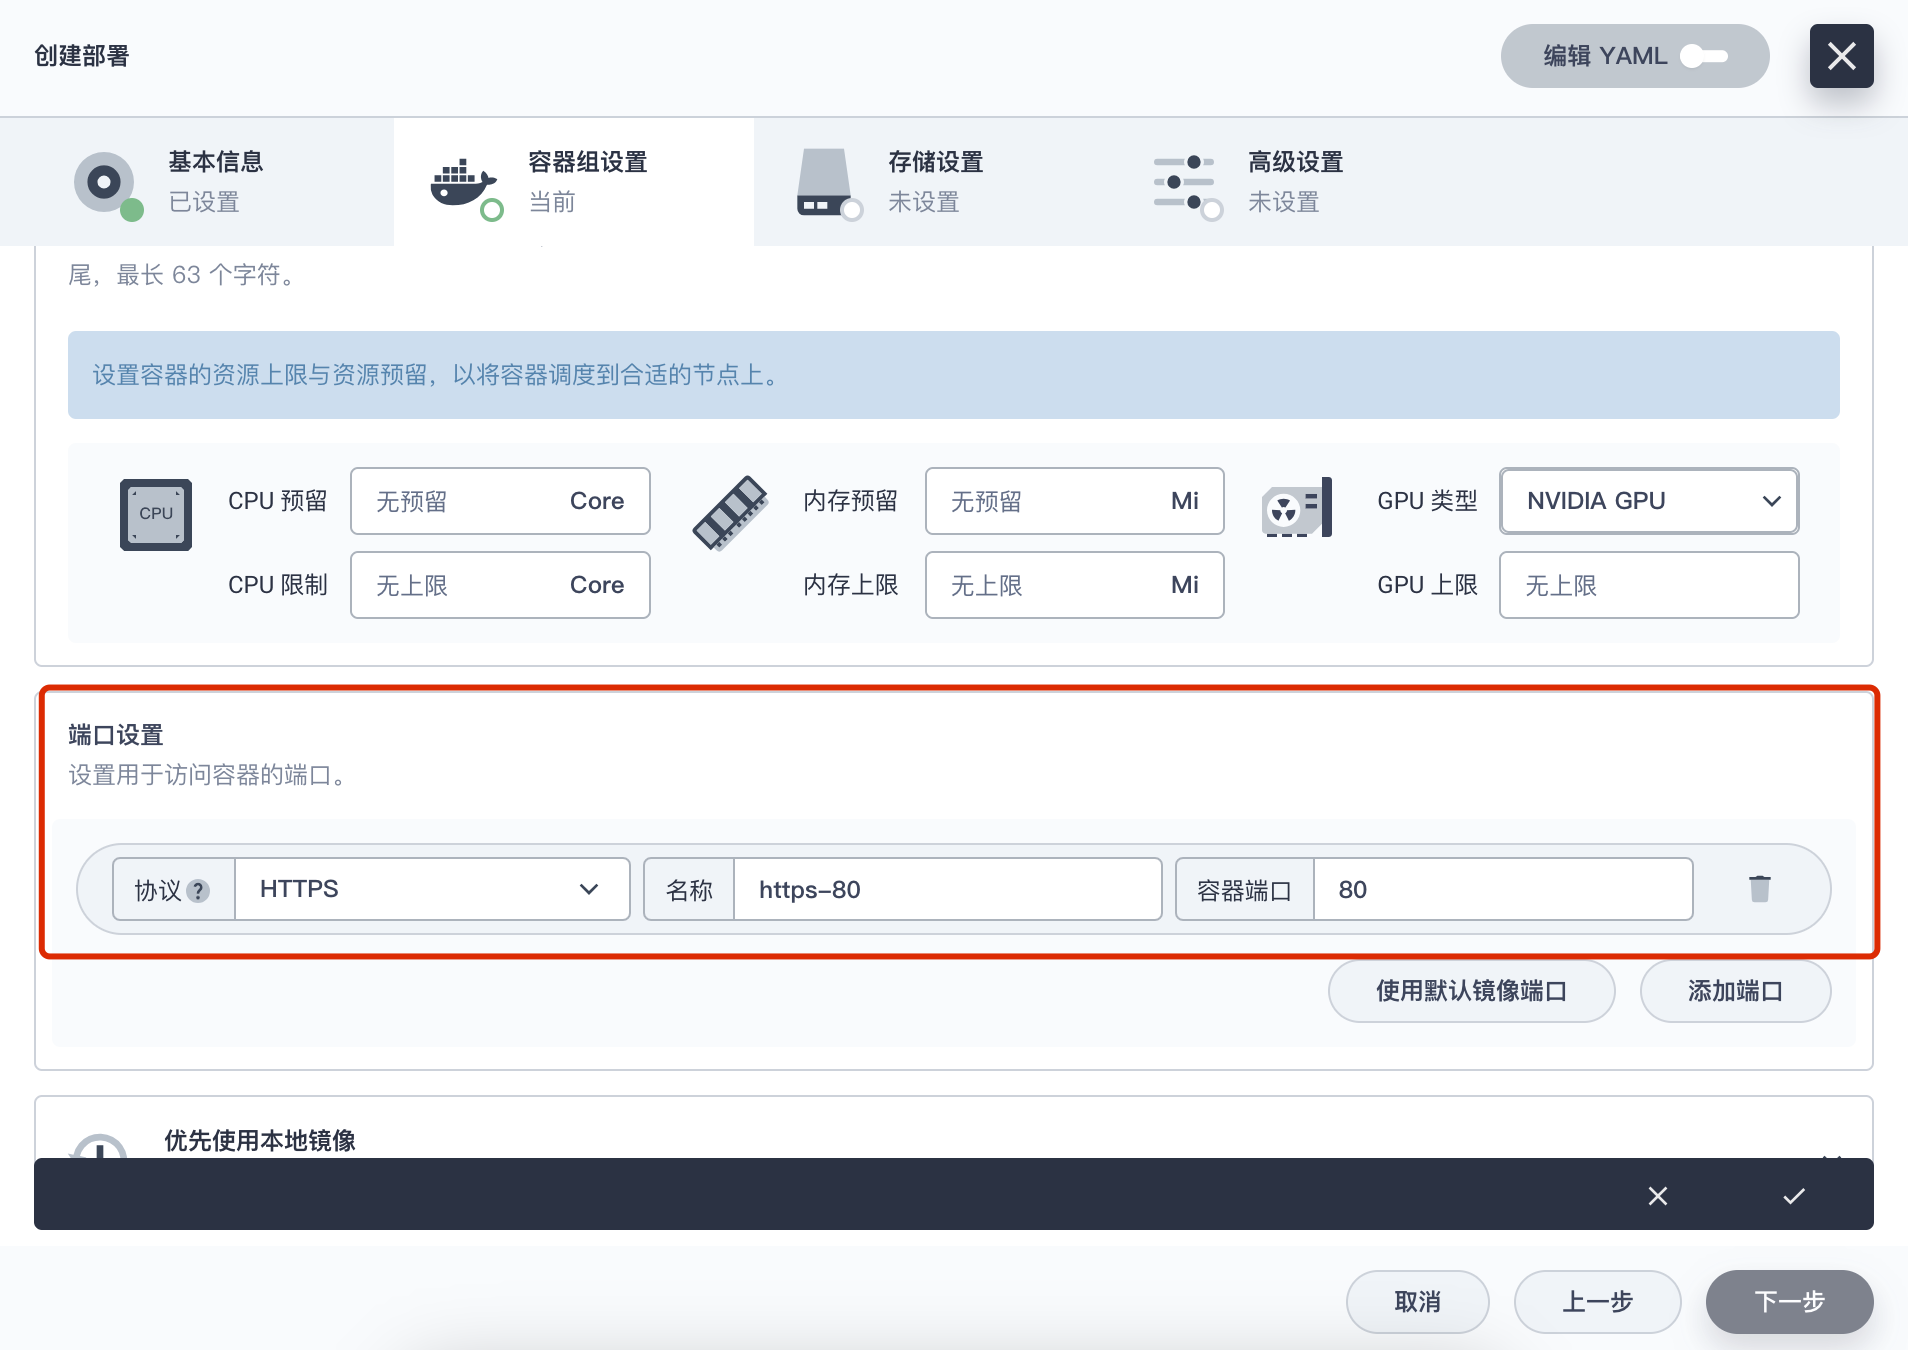 创建部署
编辑 YAML
基本信息
已设置
容器组设置
当前
存储设置
未设置
高级设置
未设置
尾，最长 63 个字符。
设置容器的资源上限与资源预留，以将容器调度到合适的节点上。
CPU
CPU 预留
无预留 Core
内存预留
无预留 Mi
GPU 类型
NVIDIA GPU
CPU 限制
无上限 Core
内存上限
无上限 Mi
GPU 上限
无上限
端口设置
设置用于访问容器的端口。
协议 ? HTTPS
名称 https-80
容器端口 80
使用默认镜像端口
添加端口
优先使用本地镜像
取消
上一步
下一步